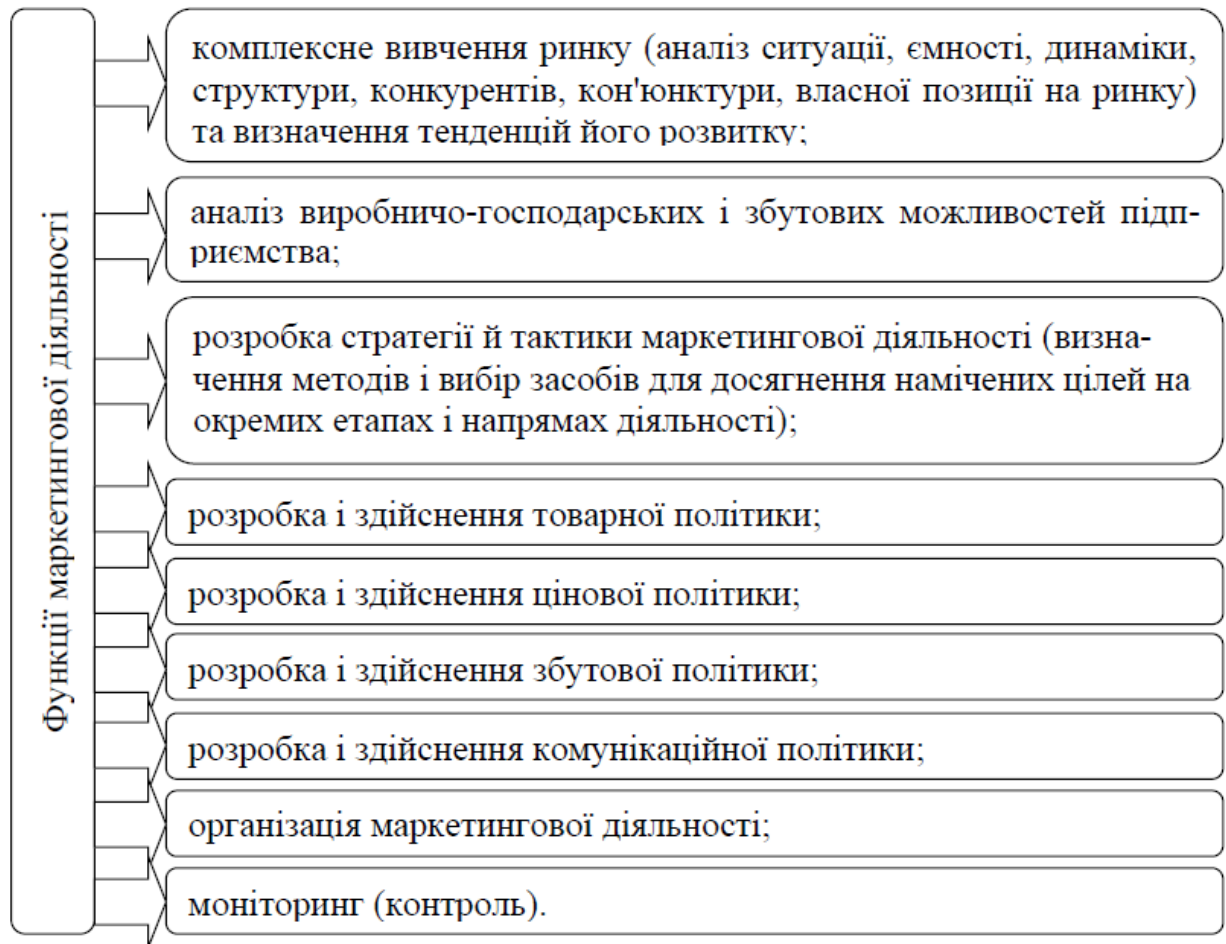 Функції маркетингової діяльності
комплексне вивчення ринку (аналіз ситуації, ємності, динаміки,
структури, конкурентів, кон'юнктури, власної позиції на ринку)
та визначення тенденцій його розвитку;
аналіз виробничо-господарських і збутових можливостей підп-
риємства;
розробка стратегії й тактики маркетингової діяльності (визна-
чення методів і вибір засобів для досягнення намічених цілей на
окремих етапах і напрямах діяльності);
розробка і здійснення товарної політики;
розробка і здійснення цінової політики;
розробка і здійснення збутової політики;
розробка і здійснення комунікаційної політики;
організація маркетингової діяльності;
моніторинг (контроль).